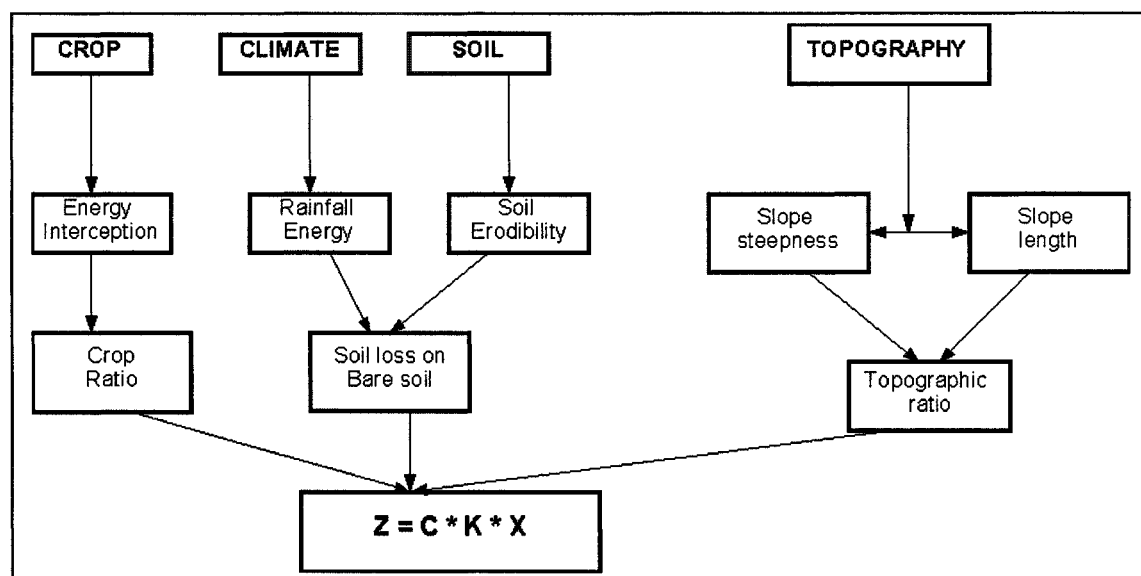 CROP
CLIMATE
SOIL
TOPOGRAPHY
Energy
Interception
Rainfall
Energy
Soil
Erodibility
Slope
steepness
Slope
length
Crop
Ratio
Soil loss on
Bare soil
Topographic
ratio
Z = C * K * X